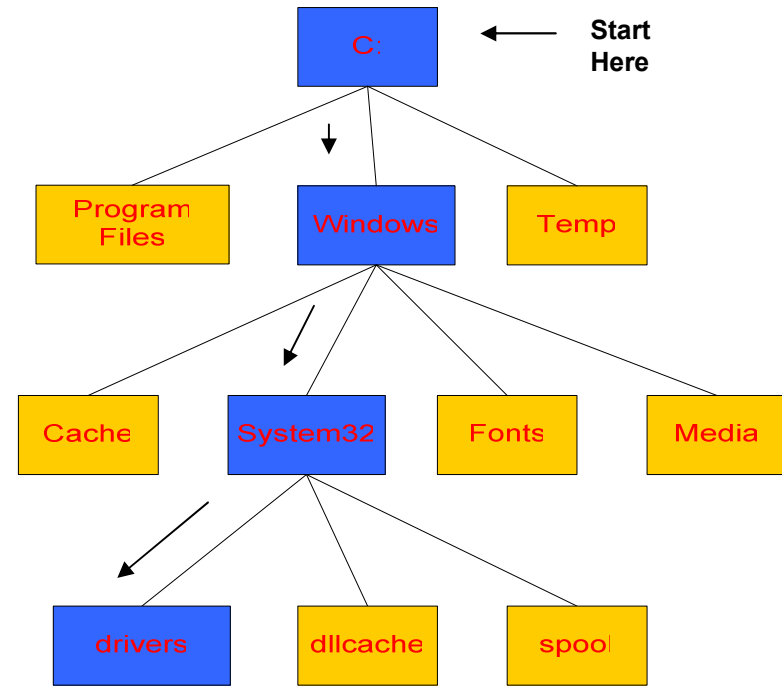 C:
Start
Here
Program
Files
Windows
Temp
Cache
System32
Fonts
Media
drivers
dllcache
spool